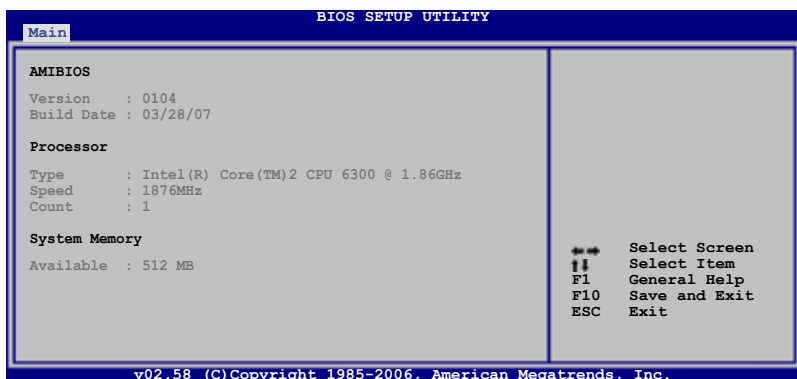 BIOS SETUP UTILITY
Main
AMIBIOS
Version : 0104
Build Date : 03/28/07
Processor
Type : Intel(R) Core(TM)2 CPU 6300 @ 1.86GHz
Speed : 1876MHz
Count : 1
System Memory
Available : 512 MB
←→ Select Screen
↑↓ Select Item
F1 General Help
F10 Save and Exit
ESC Exit
v02.58 (C)Copyright 1985-2006, American Megatrends, Inc.